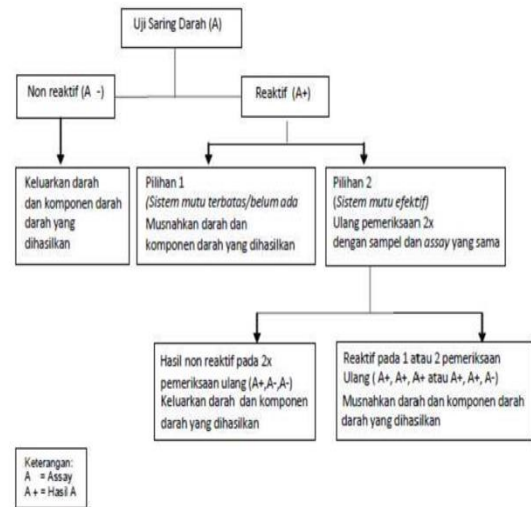 Uji Saring Darah (A)
Non reaktif (A -)
Reaktif (A+)
Keluarkan darah
dan komponen darah
darah yang
dihasilkan
Pilihan 1
(Sistem mutu terbatas/belum ada
Musnahkan darah dan
komponen darah yang dihasilkan
Pilihan 2
(Sistem mutu efektif)
Ulang pemeriksaan 2x
dengan sampel dan assay yang sama
Hasil non reaktif pada 2x
pemeriksaan ulang (A+,A-,A-)
Keluarkan darah dan komponen
darah yang dihasilkan
Reaktif pada 1 atau 2 pemeriksaan
Ulang ( A+, A+, A+ atau A+, A+, A-)
Musnahkan darah dan komponen darah
darah yang dihasilkan
Keterangan:
A = Assay
A + = Hasil A